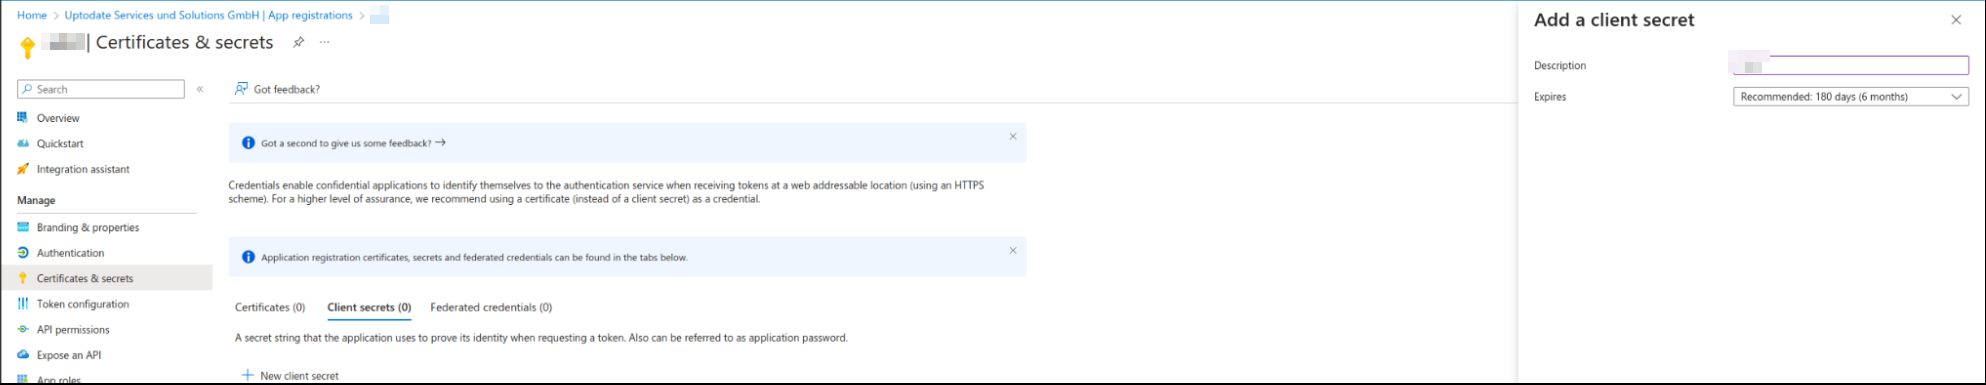 Home > Uptodate Services und Solutions GmbH | App registrations >
| Certificates & secrets
Search
Overview
Quickstart
Integration assistant
Manage
Branding & properties
Authentication
Certificates & secrets
Token configuration
API permissions
Expose an API
App roles
Got feedback?
Got a second to give us some feedback? →
Credentials enable confidential applications to identify themselves to the authentication service when receiving tokens at a web addressable location (using an HTTPS
scheme). For a higher level of assurance, we recommend using a certificate (instead of a client secret) as a credential.
Application registration certificates, secrets and federated credentials can be found in the tabs below.
Certificates (0) Client secrets (0) Federated credentials (0)
A secret string that the application uses to prove its identity when requesting a token. Also can be referred to as application password.
+ New client secret
Add a client secret
Description
Expires Recommended: 180 days (6 months)